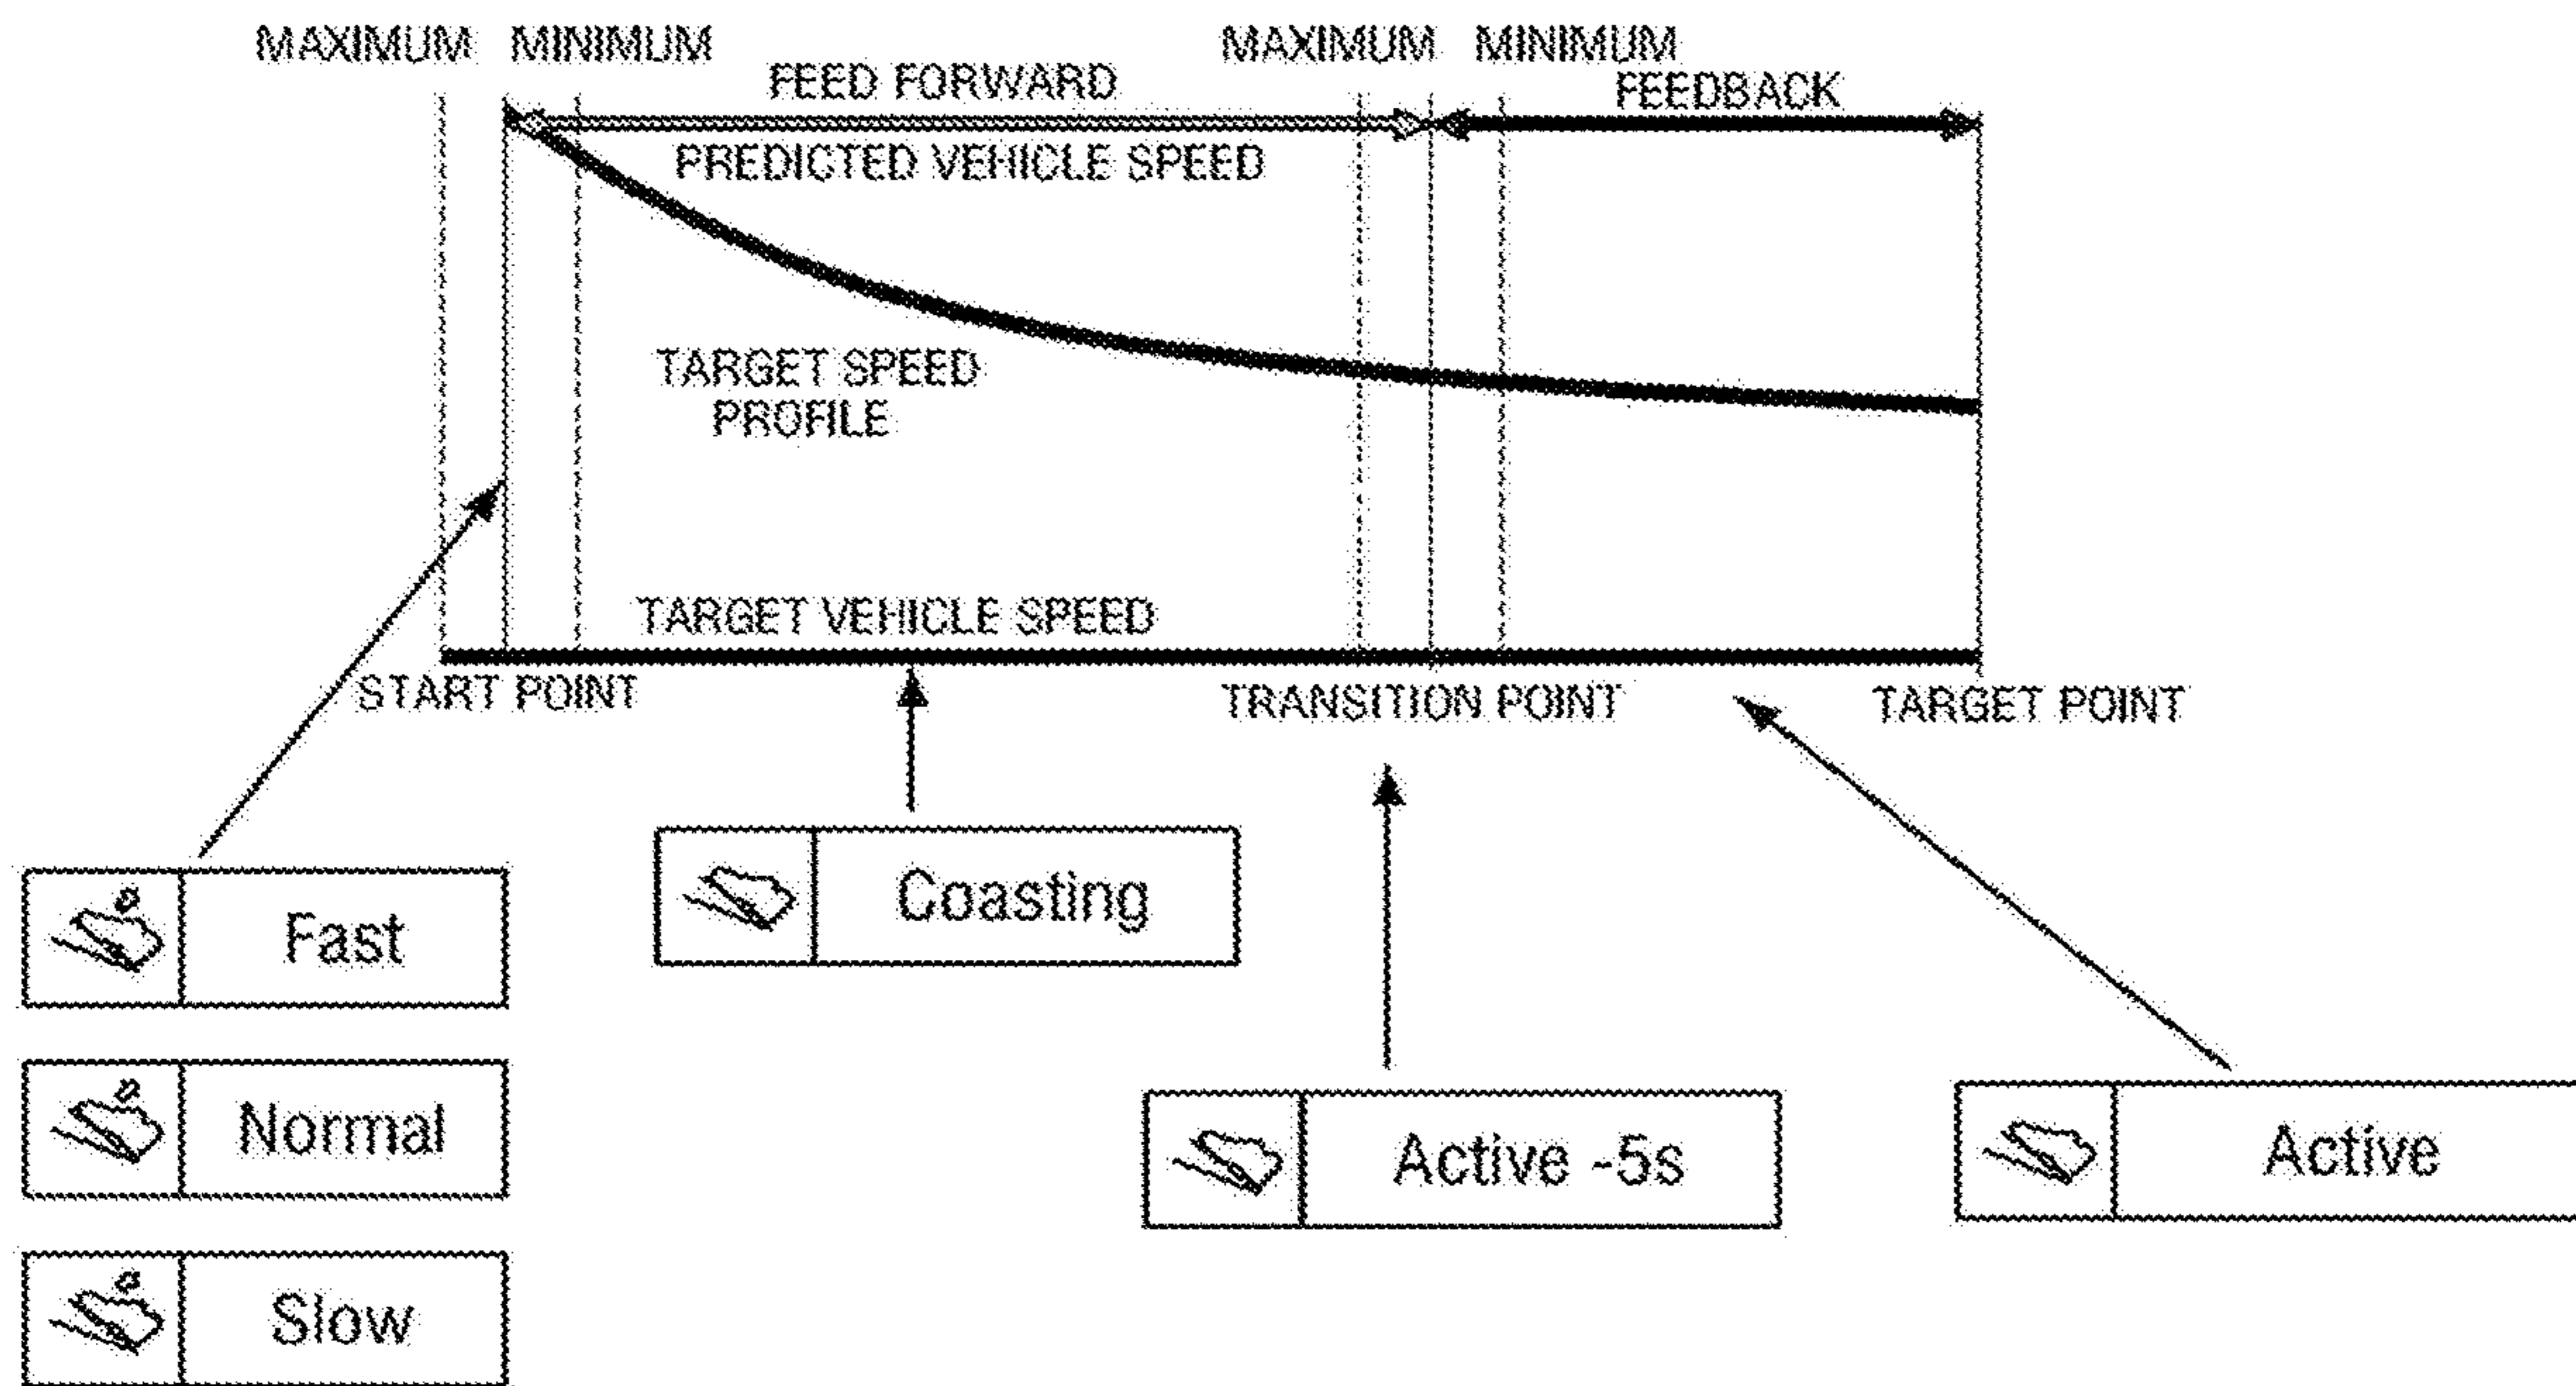 MAXIMUM MINIMUM MAXIMUM MINIMUM
FEED FORWARD FEEDBACK
PREDICTED VEHICLE SPEED
TARGET SPEED
PROFILE
TARGET VEHICLE SPEED
START POINT TRANSITION POINT TARGET POINT
Coasting
Fast
Normal
Active -5s
Active
Slow